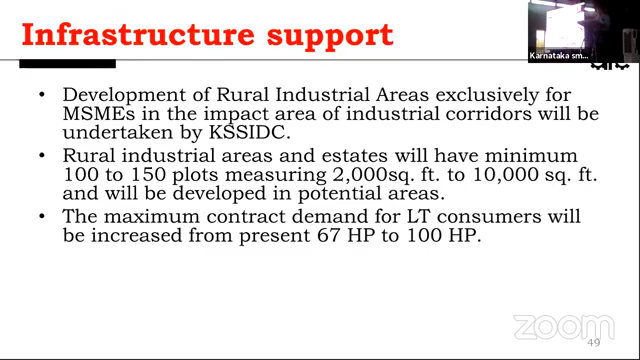 Infrastructure support
Karnataka sm...
• Development of Rural Industrial Areas exclusively for
MSMEs in the impact area of industrial corridors will be
undertaken by KSSIDC.
• Rural industrial areas and estates will have minimum
100 to 150 plots measuring 2,000sq. ft. to 10,000 sq. ft.
and will be developed in potential areas.
• The maximum contract demand for LT consumers will
be increased from present 67 HP to 100 HP.
zoom
49